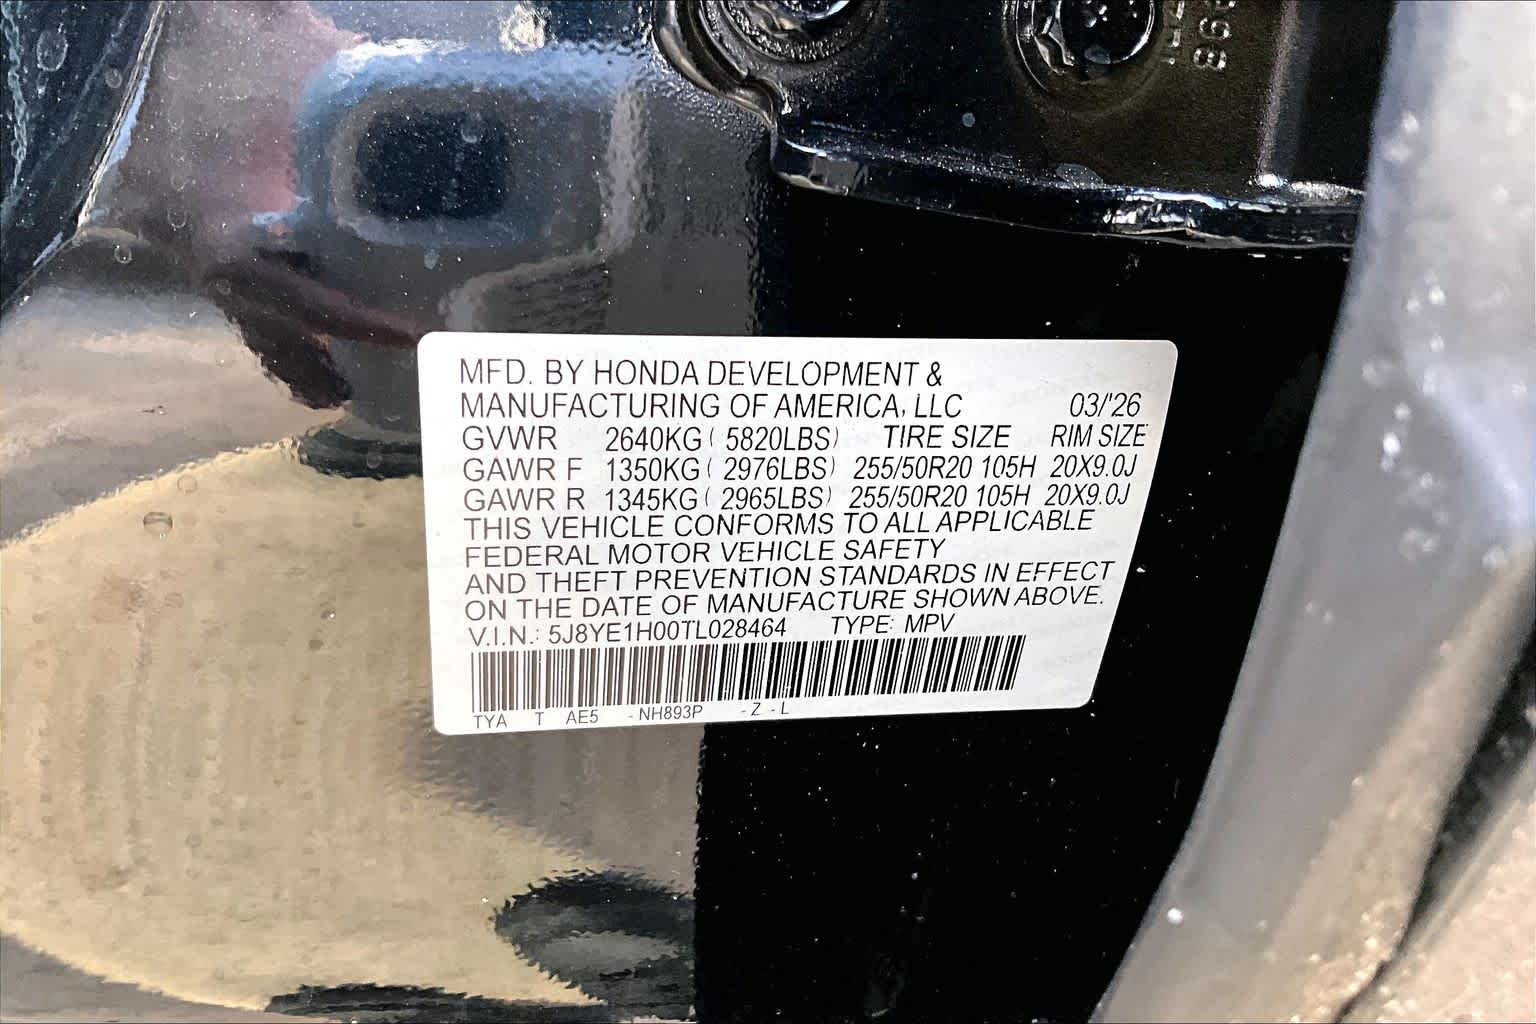 MFD. BY HONDA DEVELOPMENT &
MANUFACTURING OF AMERICA, LLC 03/'26
GVWR 2640KG ( 5820LBS) TIRE SIZE RIM SIZE
GAWR F 1350KG ( 2976LBS) 255/50R20 105H 20X9.0J
GAWR R 1345KG ( 2965LBS) 255/50R20 105H 20X9.0J
THIS VEHICLE CONFORMS TO ALL APPLICABLE
FEDERAL MOTOR VEHICLE SAFETY
AND THEFT PREVENTION STANDARDS IN EFFECT
ON THE DATE OF MANUFACTURE SHOWN ABOVE.
V.I.N.: 5J8YE1H00TL028464 TYPE: MPV
TYA T AE5 - NH893P - Z - L